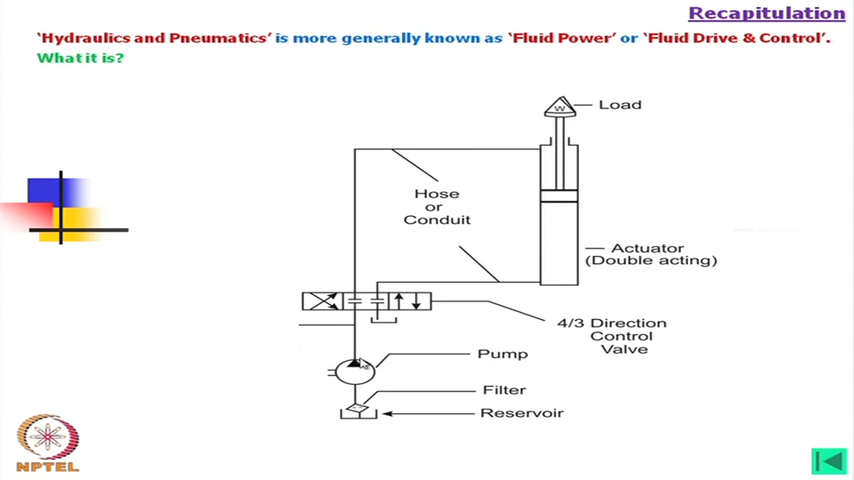 Recapitulation
‘Hydraulics and Pneumatics’ is more generally known as ‘Fluid Power’ or ‘Fluid Drive & Control’.
What it is?
W
Load
Hose
or
Conduit
Actuator
(Double acting)
4/3 Direction
Control
Valve
Pump
Filter
Reservoir
NPTEL